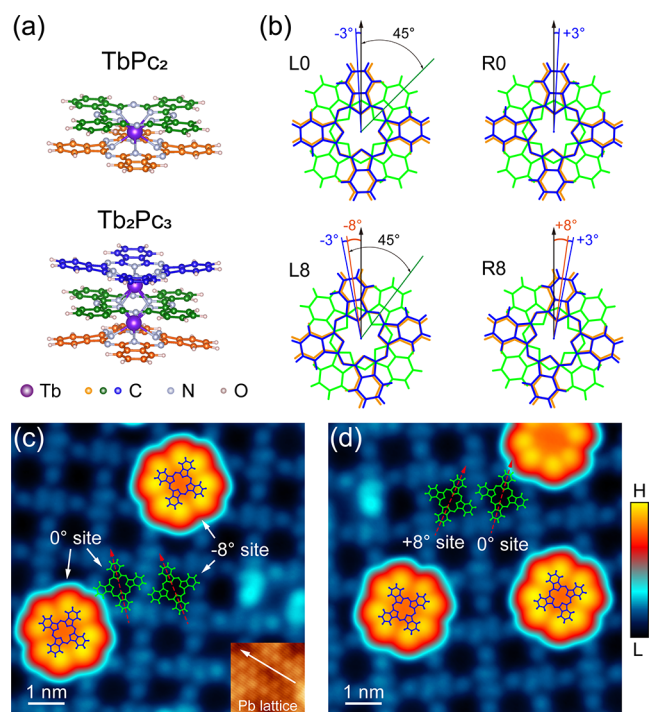 (a)
TbPc₂
Tb₂Pc₃
Tb C N O
(b)
-3° 45°
L0
+3°
R0
-8°
-3° 45°
L8
+8°
+3°
R8
(c)
0° site
-8° site
1 nm
Pb lattice
(d)
+8° site 0° site
1 nm
H
L